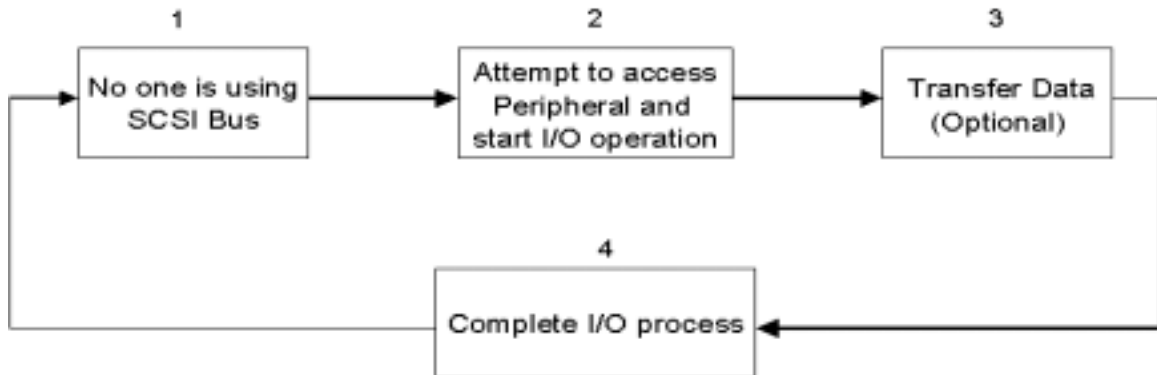 1
No one is using
SCSI Bus
2
Attempt to access
Peripheral and
start I/O operation
3
Transfer Data
(Optional)
4
Complete I/O process